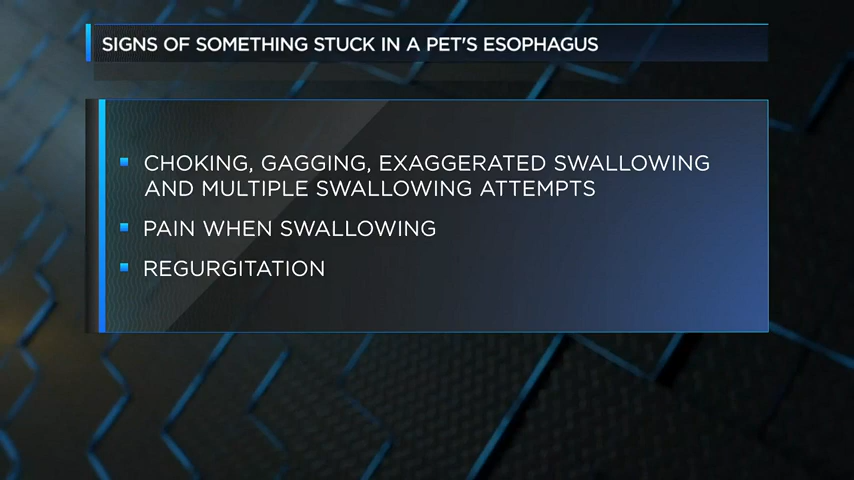 SIGNS OF SOMETHING STUCK IN A PET'S ESOPHAGUS
CHOKING, GAGGING, EXAGGERATED SWALLOWING
AND MULTIPLE SWALLOWING ATTEMPTS
PAIN WHEN SWALLOWING
REGURGITATION